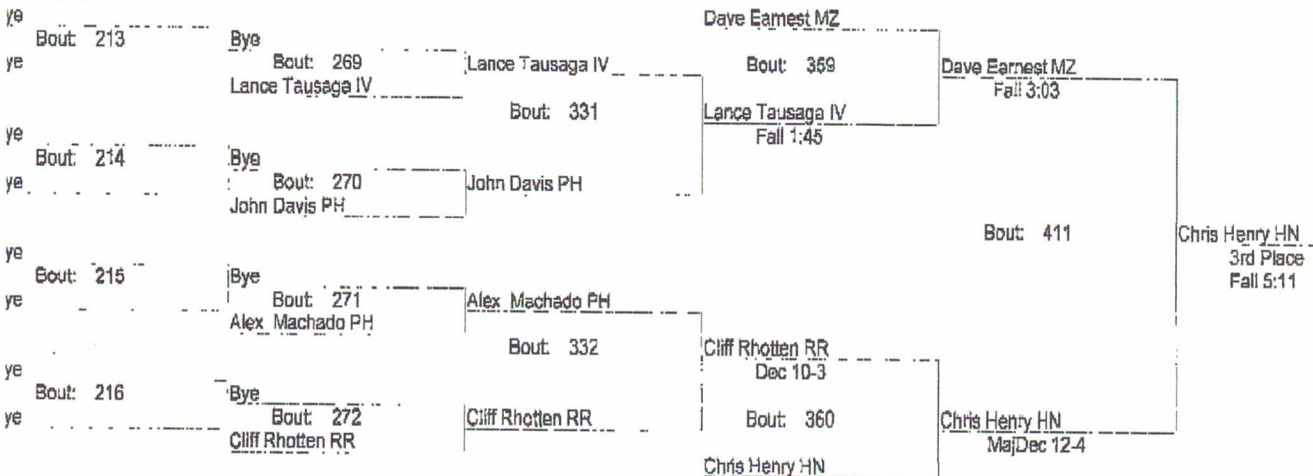 ye
Bout: 213
ye
Bye
Bout: 269
Lance Tausaga IV
ye
Bout: 214
ye
Bye
Bout: 270
John Davis PH
ye
Bout: 215
ye
Bye
Bout: 271
Alex Machado PH
ye
Bout: 216
ye
Bye
Bout: 272
Cliff Rhotten RR
Lance Tausaga IV
Bout: 331
John Davis PH
Alex Machado PH
Bout: 332
Cliff Rhotten RR
Dave Earnest MZ
Bout: 359
Lance Tausaga IV
Fall 1:45
Cliff Rhotten RR
Dec 10-3
Bout: 360
Chris Henry HN
Dave Earnest MZ
Fall 3:03
Bout: 411
Chris Henry HN
MajDec 12-4
Chris Henry HN
3rd Place
Fall 5:11